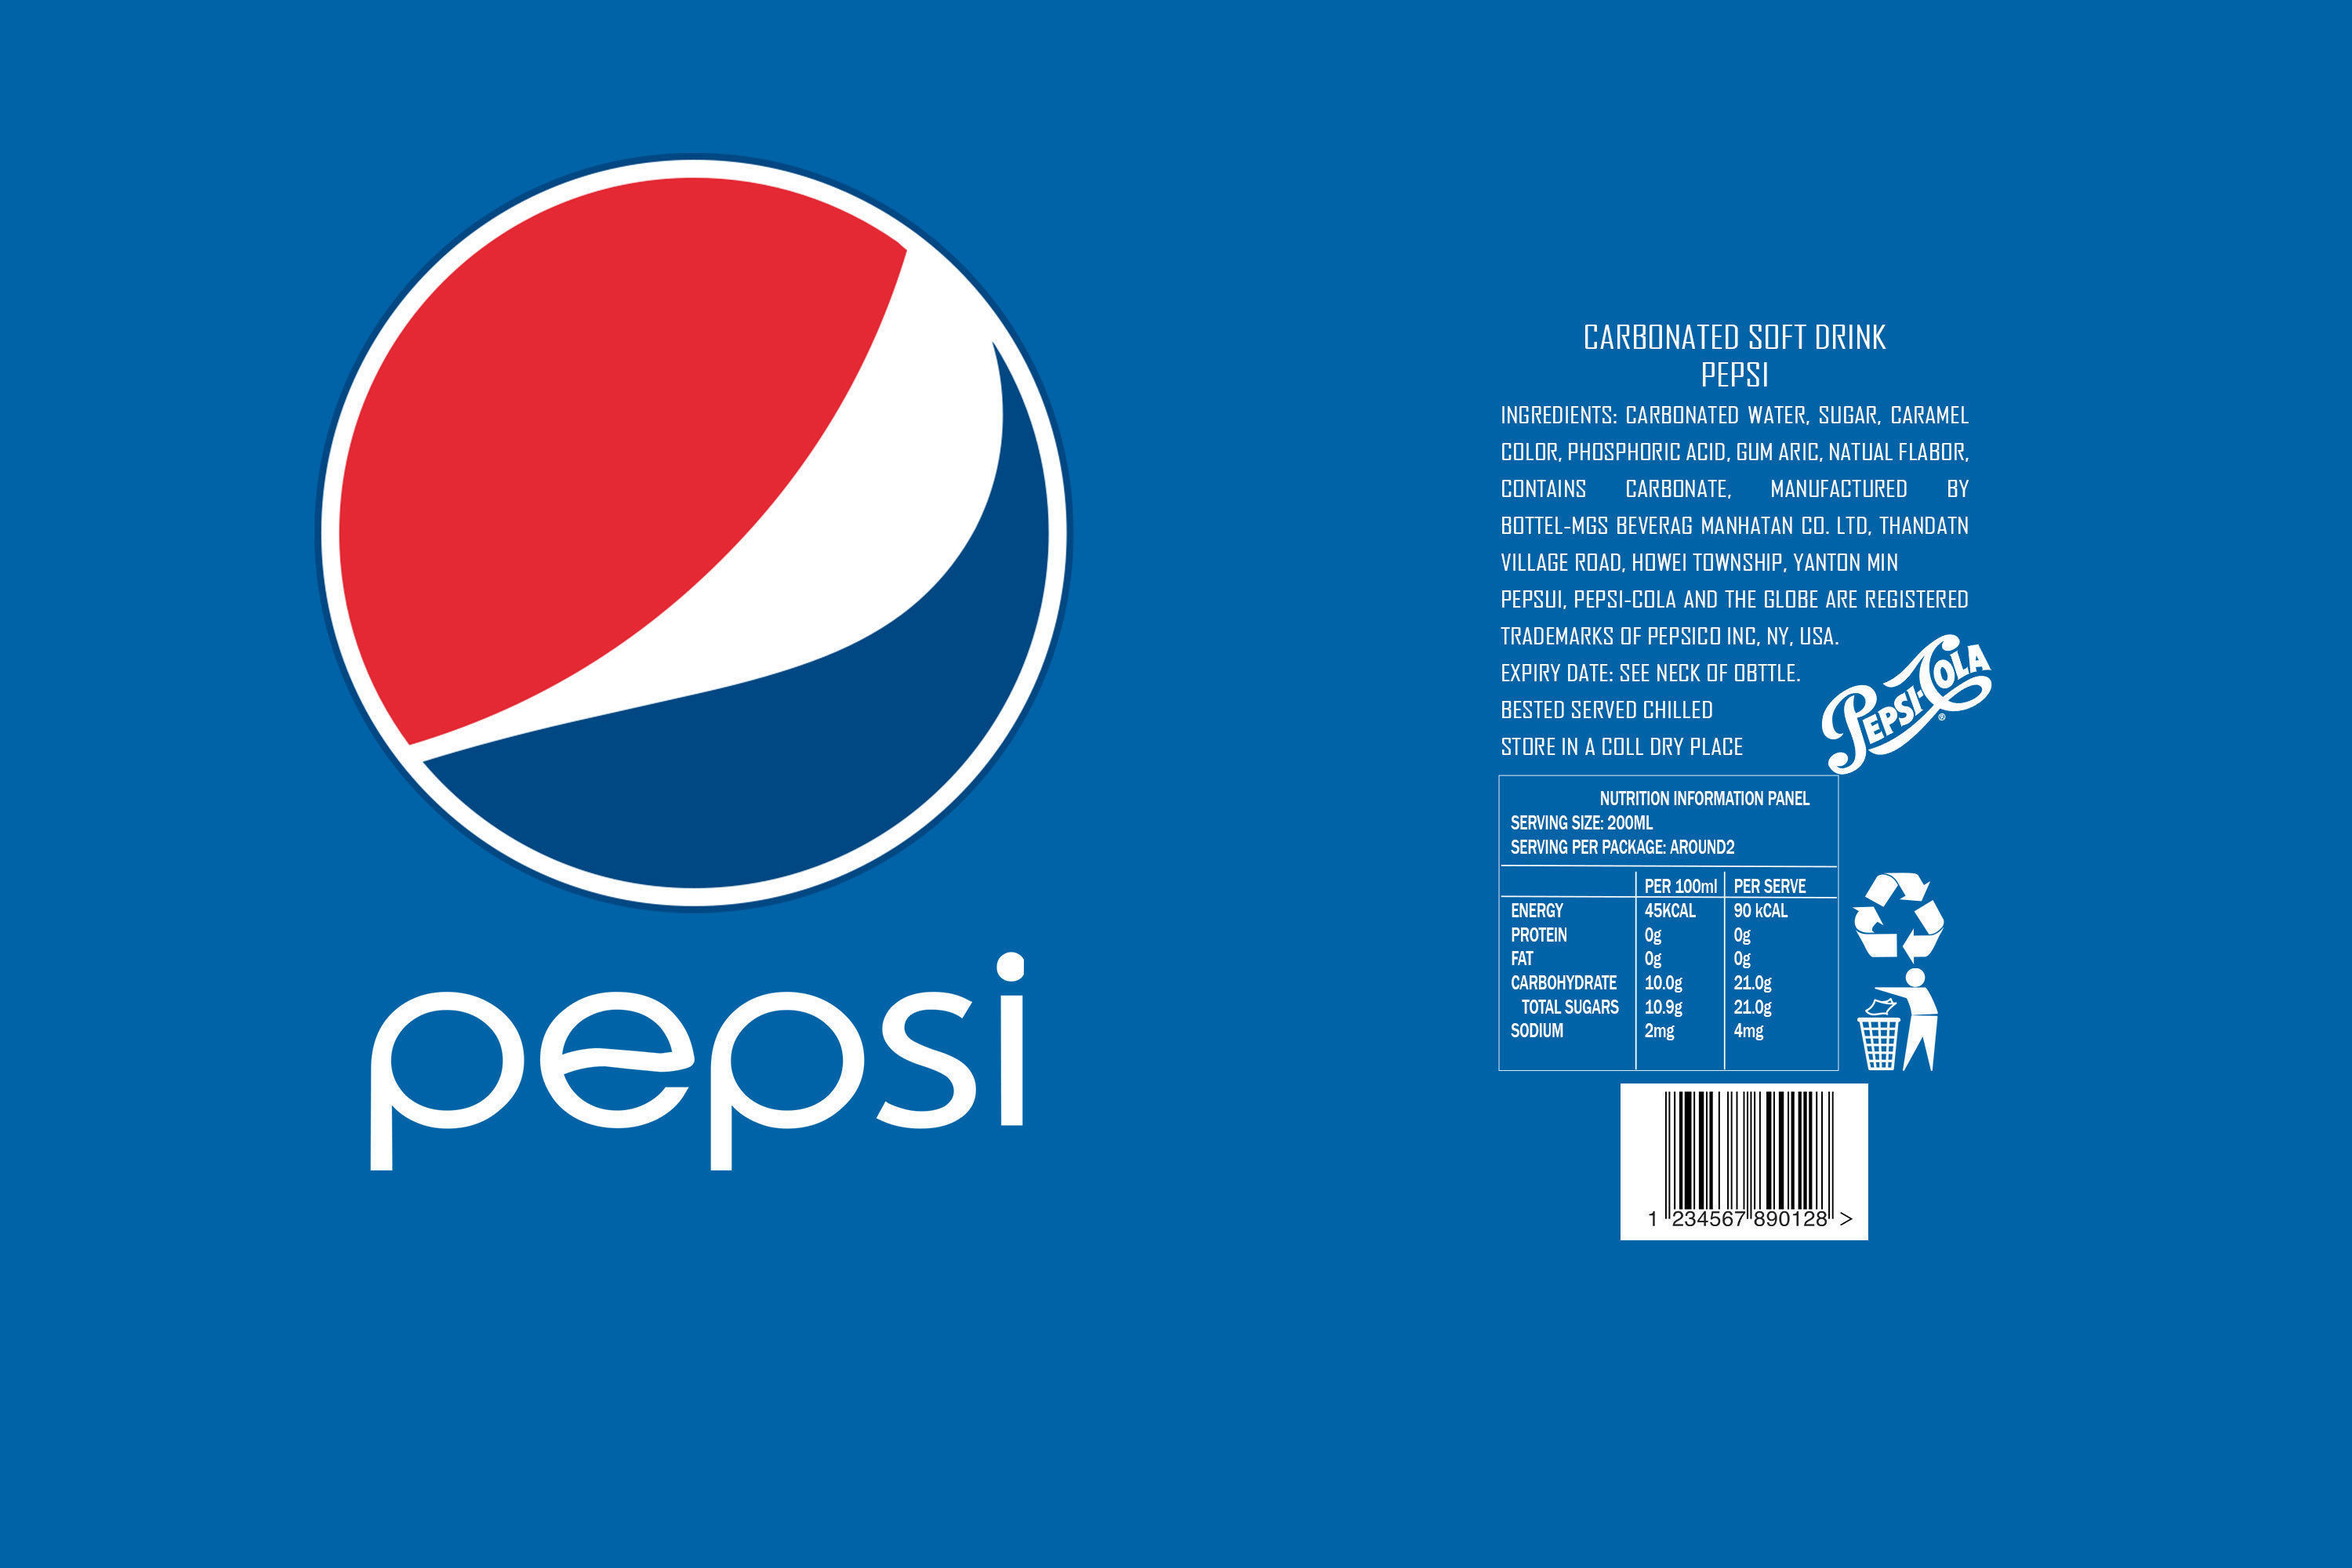 pepsi
CARBONATED SOFT DRINK
PEPSI
INGREDIENTS: CARBONATED WATER, SUGAR, CARAMEL
COLOR, PHOSPHORIC ACID, GUM ARIC, NATUAL FLABOR,
CONTAINS CARBONATE, MANUFACTURED BY
BOTTEL-MGS BEVERAG MANHATAN CO. LTD, THANDATN
VILLAGE ROAD, HOWEI TOWNSHIP, YANTON MIN
PEPSUI, PEPSI-COLA AND THE GLOBE ARE REGISTERED
TRADEMARKS OF PEPSICO INC, NY, USA.
EXPIRY DATE: SEE NECK OF OBTTLE.
BESTED SERVED CHILLED
STORE IN A COLL DRY PLACE
PEPSI-COLA ®
NUTRITION INFORMATION PANEL
SERVING SIZE: 200ML
SERVING PER PACKAGE: AROUND2
PER 100ml PER SERVE
ENERGY 45KCAL 90 kCAL
PROTEIN 0g 0g
FAT 0g 0g
CARBOHYDRATE 10.0g 21.0g
TOTAL SUGARS 10.9g 21.0g
SODIUM 2mg 4mg
1 234567 890128 >